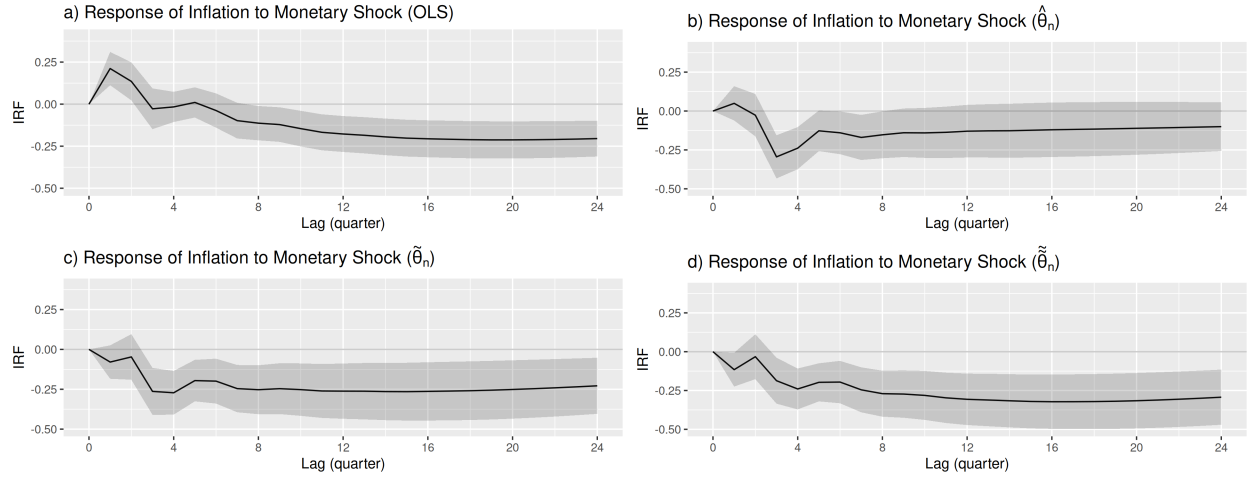 a) Response of Inflation to Monetary Shock (OLS)
IRF
0.25
0.00
-0.25
-0.50
0 4 8 12 16 20 24
Lag (quarter)
b) Response of Inflation to Monetary Shock (θ̂ₙ)
IRF
0.25
0.00
-0.25
-0.50
0 4 8 12 16 20 24
Lag (quarter)
c) Response of Inflation to Monetary Shock (θ̃ₙ)
IRF
0.25
0.00
-0.25
-0.50
0 4 8 12 16 20 24
Lag (quarter)
d) Response of Inflation to Monetary Shock (θ̃̃ₙ)
IRF
0.25
0.00
-0.25
-0.50
0 4 8 12 16 20 24
Lag (quarter)